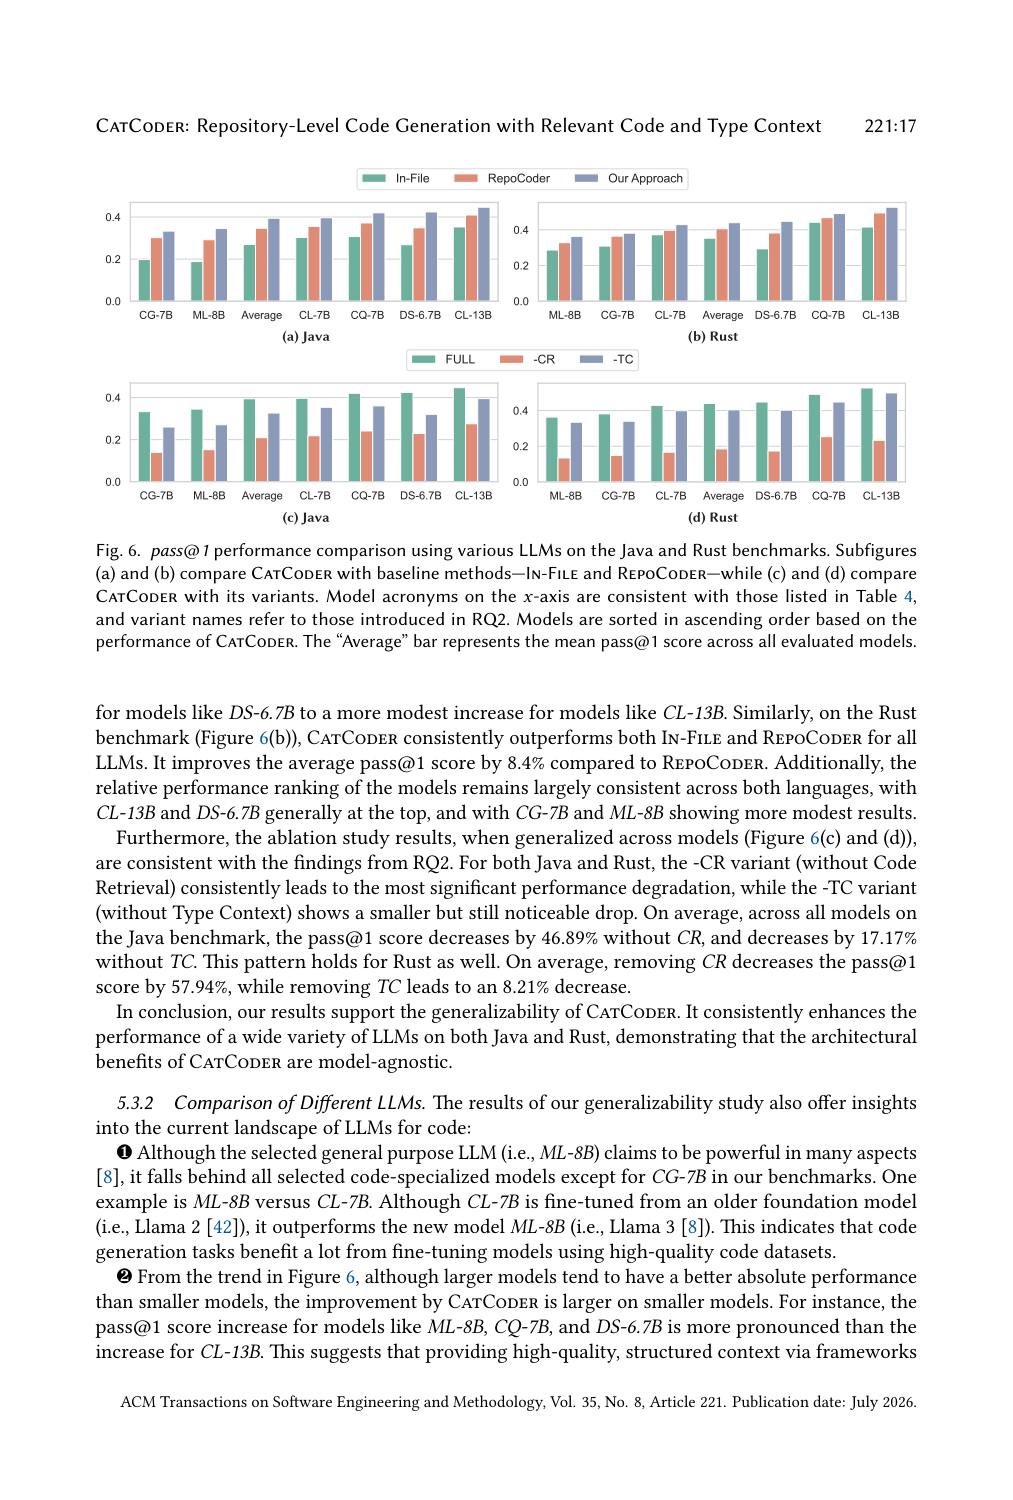 CATCODER: Repository-Level Code Generation with Relevant Code and Type Context 221:17
In-File RepoCoder Our Approach
0.4
0.2
0.0
CG-7B ML-8B Average CL-7B CQ-7B DS-6.7B CL-13B
(a) Java
0.4
0.2
0.0
ML-8B CG-7B CL-7B Average DS-6.7B CQ-7B CL-13B
(b) Rust
FULL -CR -TC
0.4
0.2
0.0
CG-7B ML-8B Average CL-7B CQ-7B DS-6.7B CL-13B
(c) Java
0.4
0.2
0.0
ML-8B CG-7B CL-7B Average DS-6.7B CQ-7B CL-13B
(d) Rust
Fig. 6. pass@1 performance comparison using various LLMs on the Java and Rust benchmarks. Subfigures
(a) and (b) compare CATCODER with baseline methods—IN-FILE and REPOCODER—while (c) and (d) compare
CATCODER with its variants. Model acronyms on the x-axis are consistent with those listed in Table 4,
and variant names refer to those introduced in RQ2. Models are sorted in ascending order based on the
performance of CATCODER. The “Average” bar represents the mean pass@1 score across all evaluated models.
for models like DS-6.7B to a more modest increase for models like CL-13B. Similarly, on the Rust
benchmark (Figure 6(b)), CATCODER consistently outperforms both IN-FILE and REPOCODER for all
LLMs. It improves the average pass@1 score by 8.4% compared to REPOCODER. Additionally, the
relative performance ranking of the models remains largely consistent across both languages, with
CL-13B and DS-6.7B generally at the top, and with CG-7B and ML-8B showing more modest results.
Furthermore, the ablation study results, when generalized across models (Figure 6(c) and (d)),
are consistent with the findings from RQ2. For both Java and Rust, the -CR variant (without Code
Retrieval) consistently leads to the most significant performance degradation, while the -TC variant
(without Type Context) shows a smaller but still noticeable drop. On average, across all models on
the Java benchmark, the pass@1 score decreases by 46.89% without CR, and decreases by 17.17%
without TC. This pattern holds for Rust as well. On average, removing CR decreases the pass@1
score by 57.94%, while removing TC leads to an 8.21% decrease.
In conclusion, our results support the generalizability of CATCODER. It consistently enhances the
performance of a wide variety of LLMs on both Java and Rust, demonstrating that the architectural
benefits of CATCODER are model-agnostic.
5.3.2 Comparison of Different LLMs. The results of our generalizability study also offer insights
into the current landscape of LLMs for code:
❶ Although the selected general purpose LLM (i.e., ML-8B) claims to be powerful in many aspects
[8], it falls behind all selected code-specialized models except for CG-7B in our benchmarks. One
example is ML-8B versus CL-7B. Although CL-7B is fine-tuned from an older foundation model
(i.e., Llama 2 [42]), it outperforms the new model ML-8B (i.e., Llama 3 [8]). This indicates that code
generation tasks benefit a lot from fine-tuning models using high-quality code datasets.
❷ From the trend in Figure 6, although larger models tend to have a better absolute performance
than smaller models, the improvement by CATCODER is larger on smaller models. For instance, the
pass@1 score increase for models like ML-8B, CQ-7B, and DS-6.7B is more pronounced than the
increase for CL-13B. This suggests that providing high-quality, structured context via frameworks
ACM Transactions on Software Engineering and Methodology, Vol. 35, No. 8, Article 221. Publication date: July 2026.